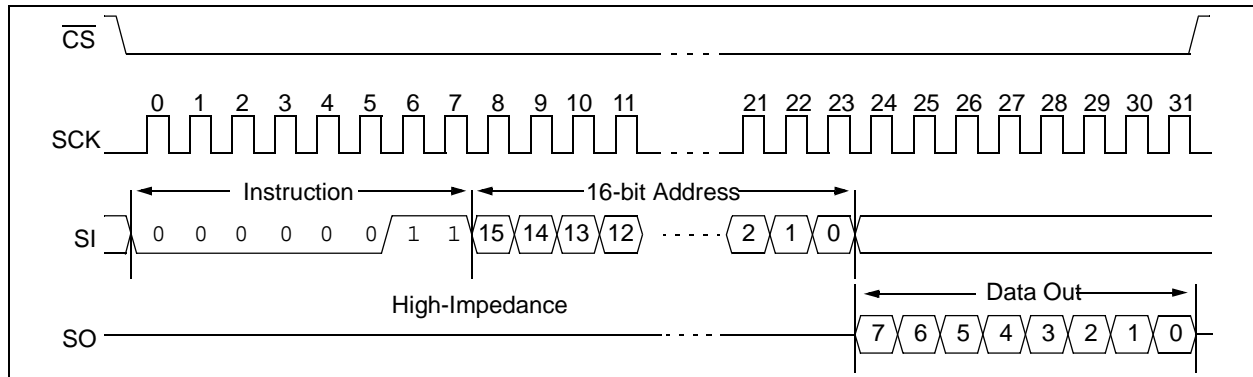 CS
0 1 2 3 4 5 6 7 8 9 10 11 21 22 23 24 25 26 27 28 29 30 31
SCK
Instruction 16-bit Address
SI 0 0 0 0 0 0 1 1 15 14 13 12 2 1 0
High-Impedance Data Out
SO 7 6 5 4 3 2 1 0